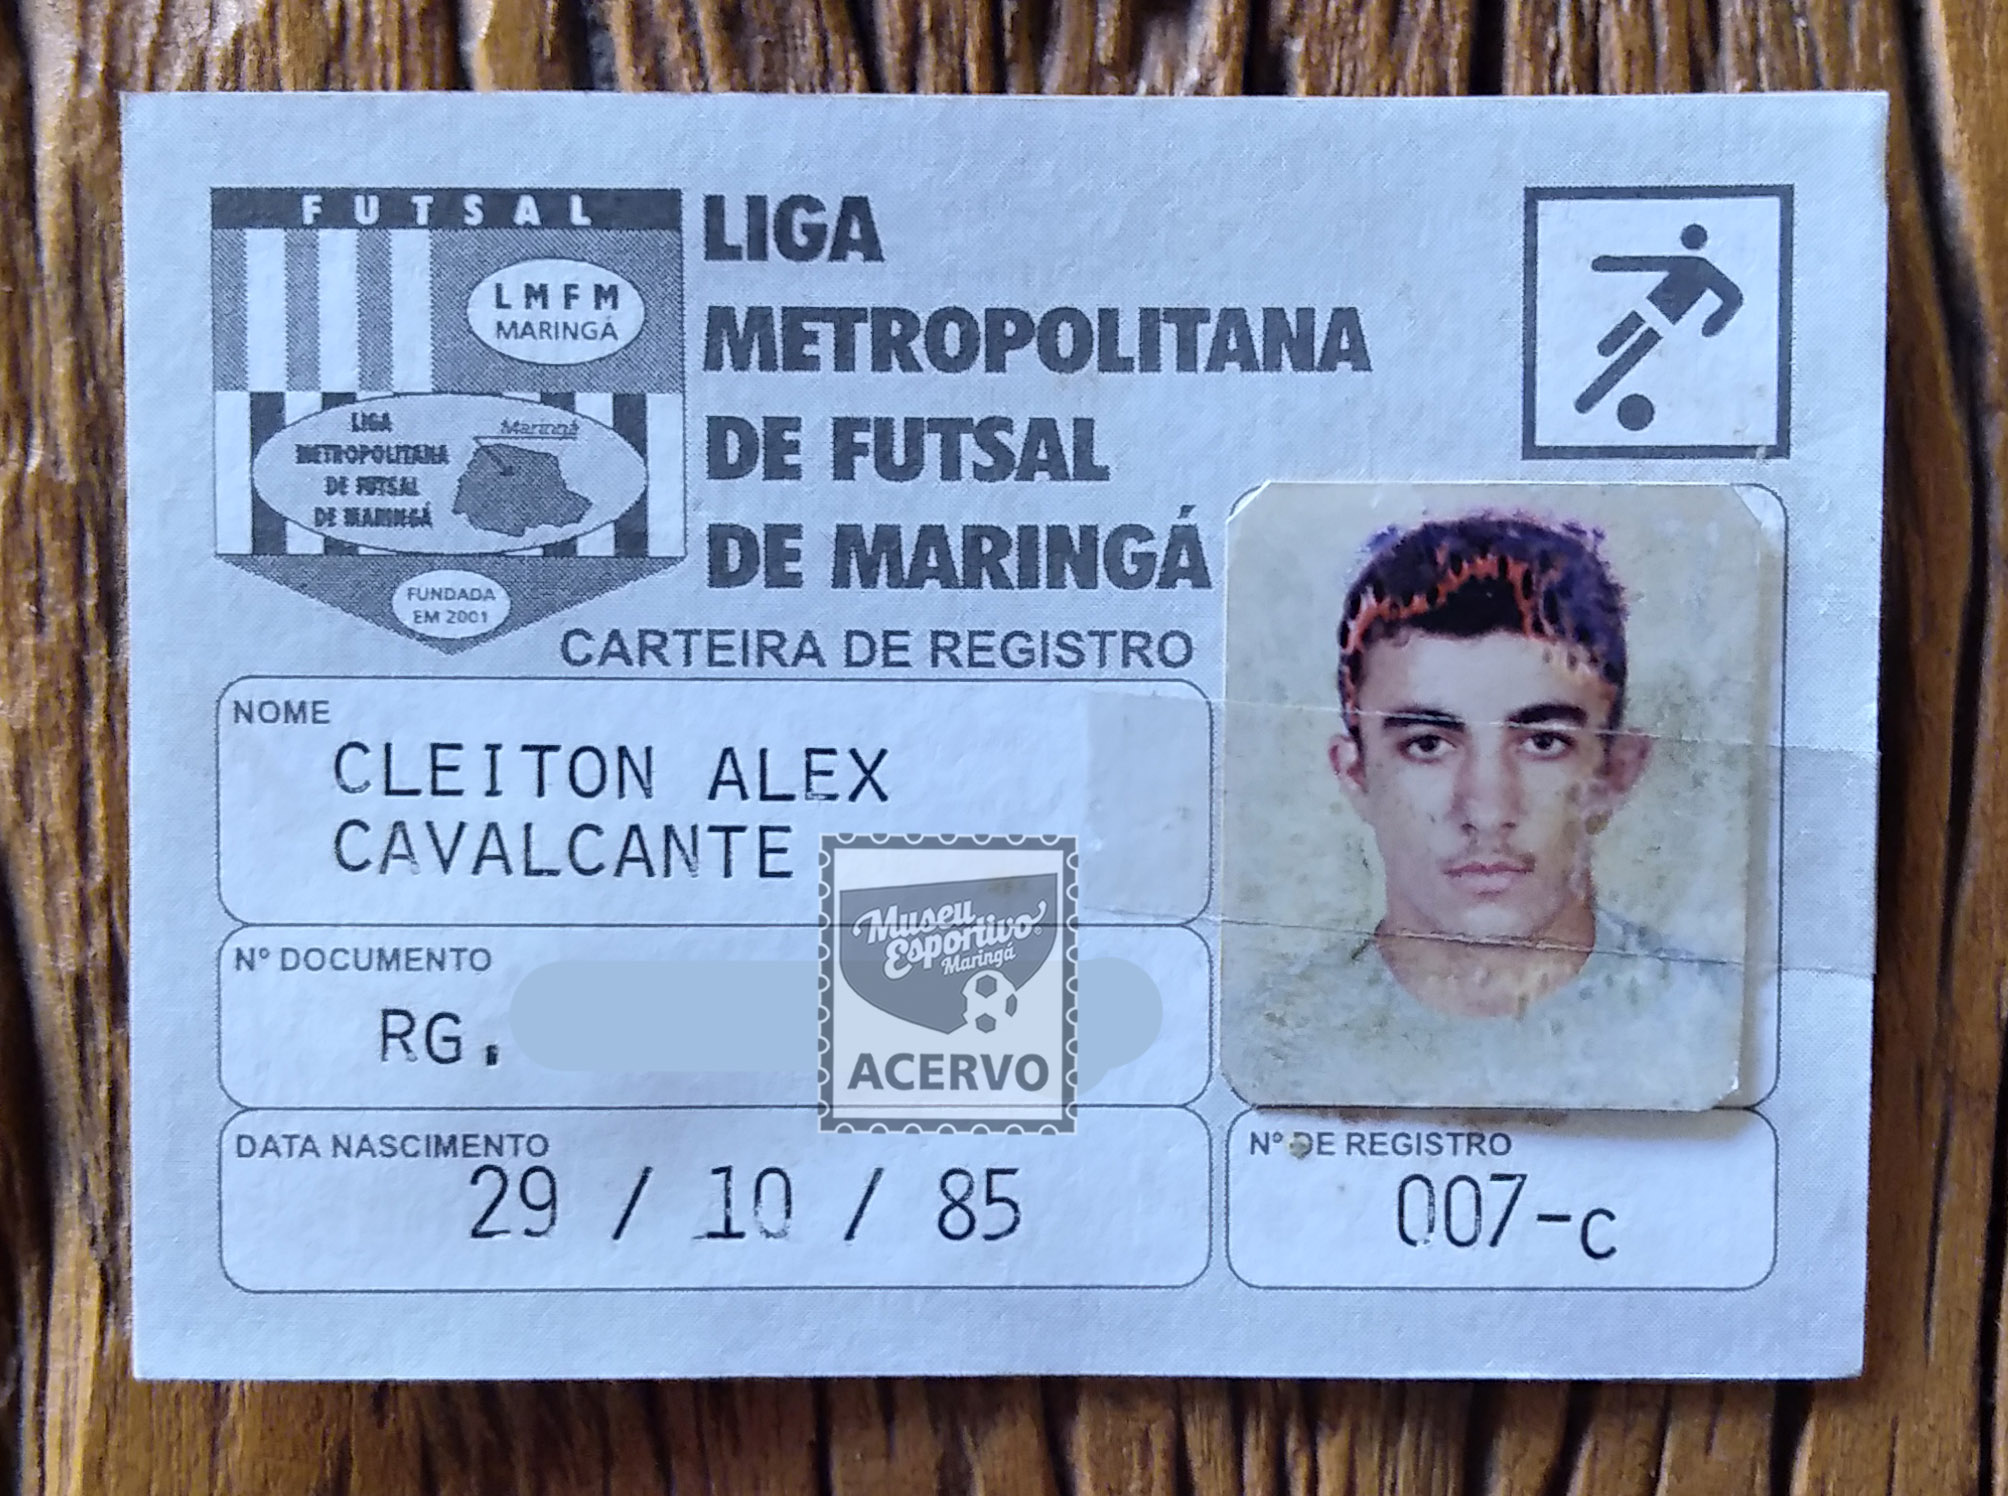 FUTSAL
LMFM
MARINGÁ
LIGA
METROPOLITANA
DE FUTSAL
DE MARINGÁ
Maringá
FUNDADA
EM 2001
LIGA
METROPOLITANA
DE FUTSAL
DE MARINGÁ
CARTEIRA DE REGISTRO
NOME
CLEITON ALEX
CAVALCANTE
Nº DOCUMENTO
RG.
Museu
Esportivo
Maringá
ACERVO
DATA NASCIMENTO
29 / 10 / 85
Nº DE REGISTRO
007-c